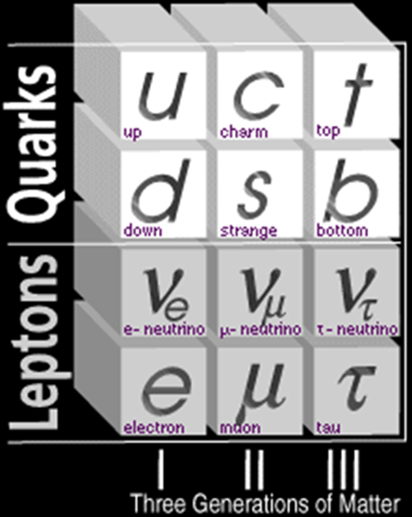 Quarks
u c t
up charm top
d s b
down strange bottom
Leptons
νe νμ ντ
e- neutrino μ- neutrino τ- neutrino
e μ τ
electron muon tau
I II III
Three Generations of Matter